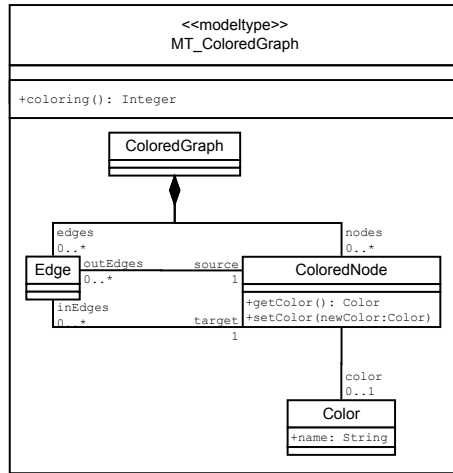 <<modeltype>>
MT_ColoredGraph
+coloring(): Integer
ColoredGraph
edges
0..*
nodes
0..*
Edge
outEdges
0..*
source
1
ColoredNode
+getColor(): Color
+setColor(newColor:Color)
inEdges
0..*
target
1
color
0..1
Color
+name: String